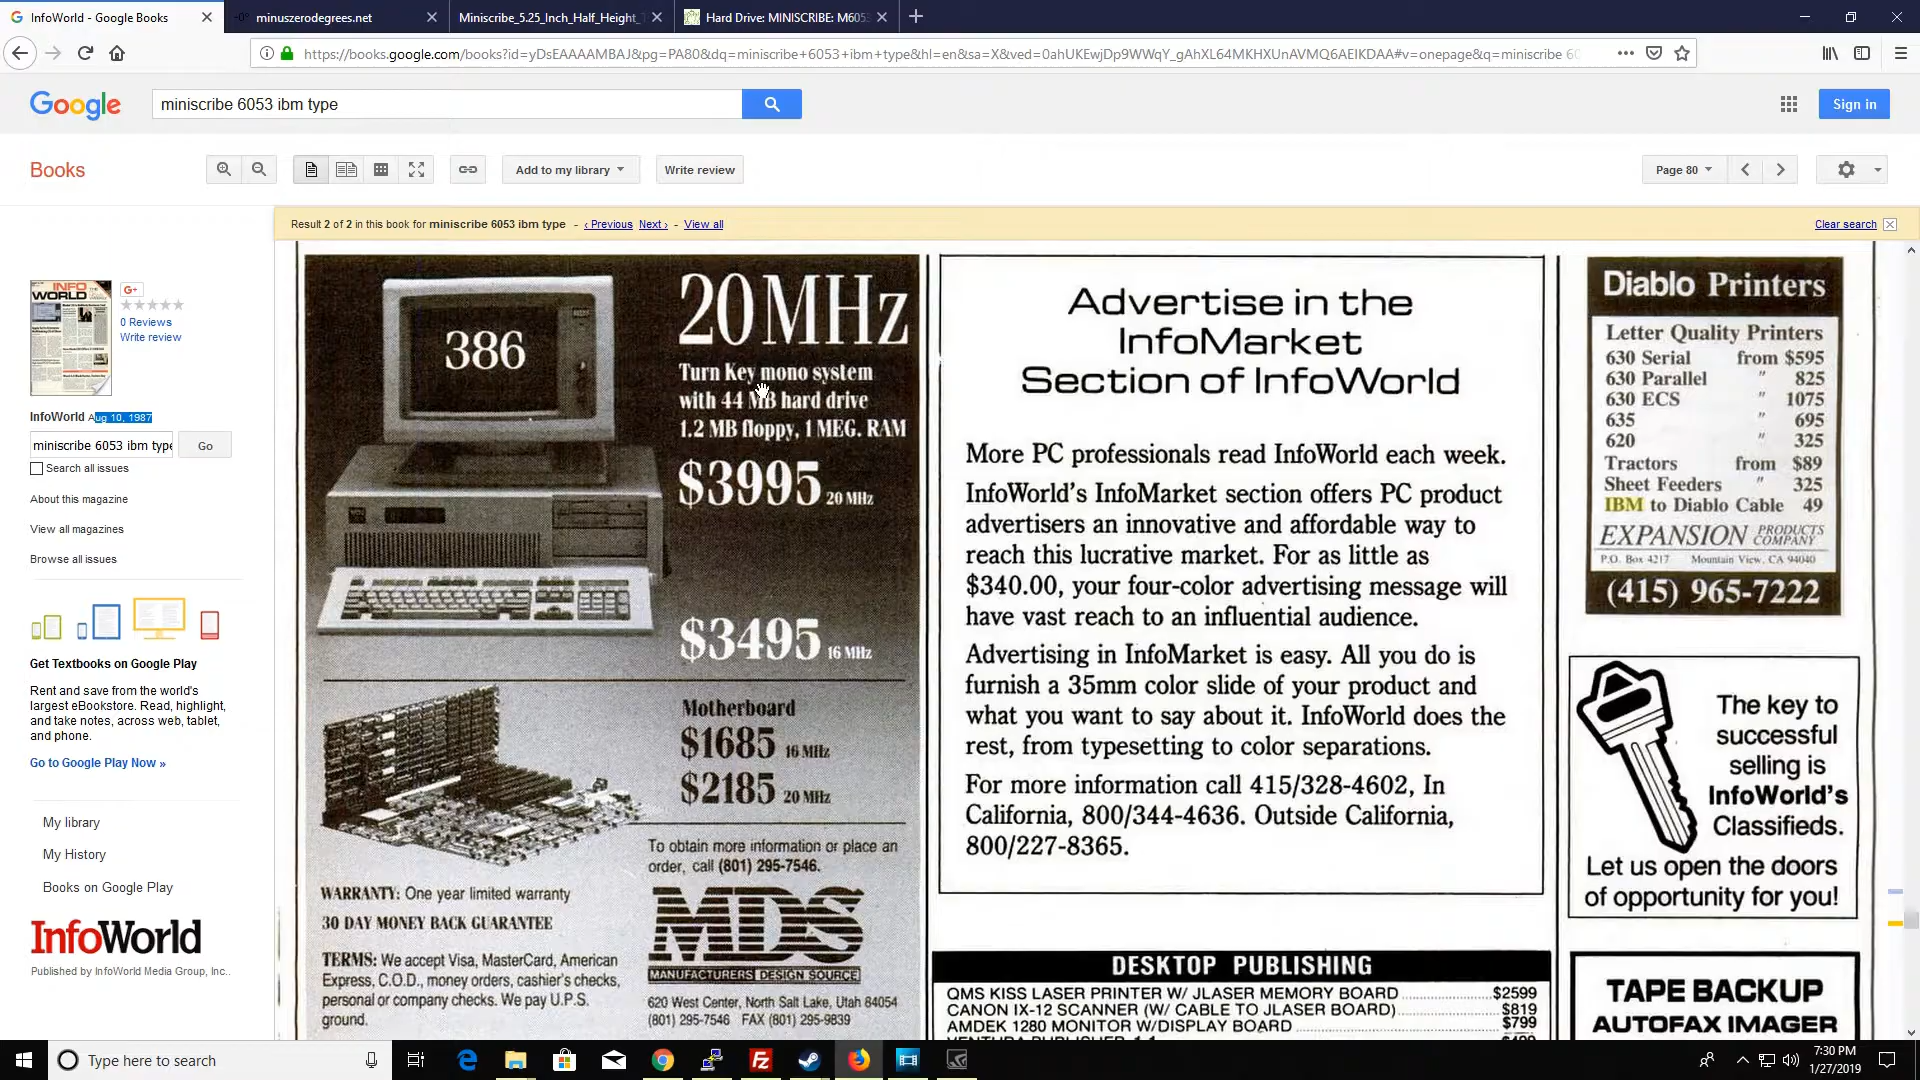 InfoWorld - Google Books
minuszerodegrees.net
Miniscribe_5.25_Inch_Half_Height_
Hard Drive: MINISCRIBE: M6053
https://books.google.com/books?id=yDsEAAAAMBAJ&pg=PA80&dq=miniscribe+6053+ibm+type&hl=en&sa=X&ved=0ahUKEwjDp9WWqY_gAhXL64MKHXUnAVMQ6AEIKDAA#v=onepage&q=miniscribe 6
Google
miniscribe 6053 ibm type
Sign in
Books
Add to my library
Write review
Page 80
Result 2 of 2 in this book for miniscribe 6053 ibm type - ‹ Previous Next › - View all
Clear search
INFO
WORLD
G+
0 Reviews
Write review
InfoWorld Aug 10, 1987
miniscribe 6053 ibm type
Go
Search all issues
About this magazine
View all magazines
Browse all issues
Get Textbooks on Google Play
Rent and save from the world's
largest eBookstore. Read, highlight,
and take notes, across web, tablet,
and phone.
Go to Google Play Now »
My library
My History
Books on Google Play
InfoWorld
Published by InfoWorld Media Group, Inc..
386
20MHz
Turn Key mono system
with 44 MB hard drive
1.2 MB floppy, 1 MEG. RAM
$3995 20 MHz
$3495 16 MHz
Motherboard
$1685 16 MHz
$2185 20 MHz
To obtain more information or place an
order, call (801) 295-7546.
WARRANTY: One year limited warranty
30 DAY MONEY BACK GUARANTEE
TERMS: We accept Visa, MasterCard, American
Express, C.O.D., money orders, cashier's checks,
personal or company checks. We pay U.P.S.
ground.
MDS
MANUFACTURERS DESIGN SOURCE
620 West Center, North Salt Lake, Utah 84054
(801) 295-7546 FAX (801) 295-9839
Advertise in the
InfoMarket
Section of InfoWorld
More PC professionals read InfoWorld each week.
InfoWorld's InfoMarket section offers PC product
advertisers an innovative and affordable way to
reach this lucrative market. For as little as
$340.00, your four-color advertising message will
have vast reach to an influential audience.
Advertising in InfoMarket is easy. All you do is
furnish a 35mm color slide of your product and
what you want to say about it. InfoWorld does the
rest, from typesetting to color separations.
For more information call 415/328-4602, In
California, 800/344-4636. Outside California,
800/227-8365.
DESKTOP PUBLISHING
QMS KISS LASER PRINTER W/ JLASER MEMORY BOARD $2599
CANON IX-12 SCANNER (W/ CABLE TO JLASER BOARD) $819
AMDEK 1280 MONITOR W/DISPLAY BOARD $799
Diablo Printers
Letter Quality Printers
630 Serial from $595
630 Parallel " 825
630 ECS " 1075
635 " 695
620 " 325
Tractors from $89
Sheet Feeders " 325
IBM to Diablo Cable 49
EXPANSION PRODUCTS COMPANY
P.O. Box 4217 Mountain View, CA 94040
(415) 965-7222
The key to
successful
selling is
InfoWorld's
Classifieds.
Let us open the doors
of opportunity for you!
TAPE BACKUP
AUTOFAX IMAGER
Type here to search
7:30 PM
1/27/2019